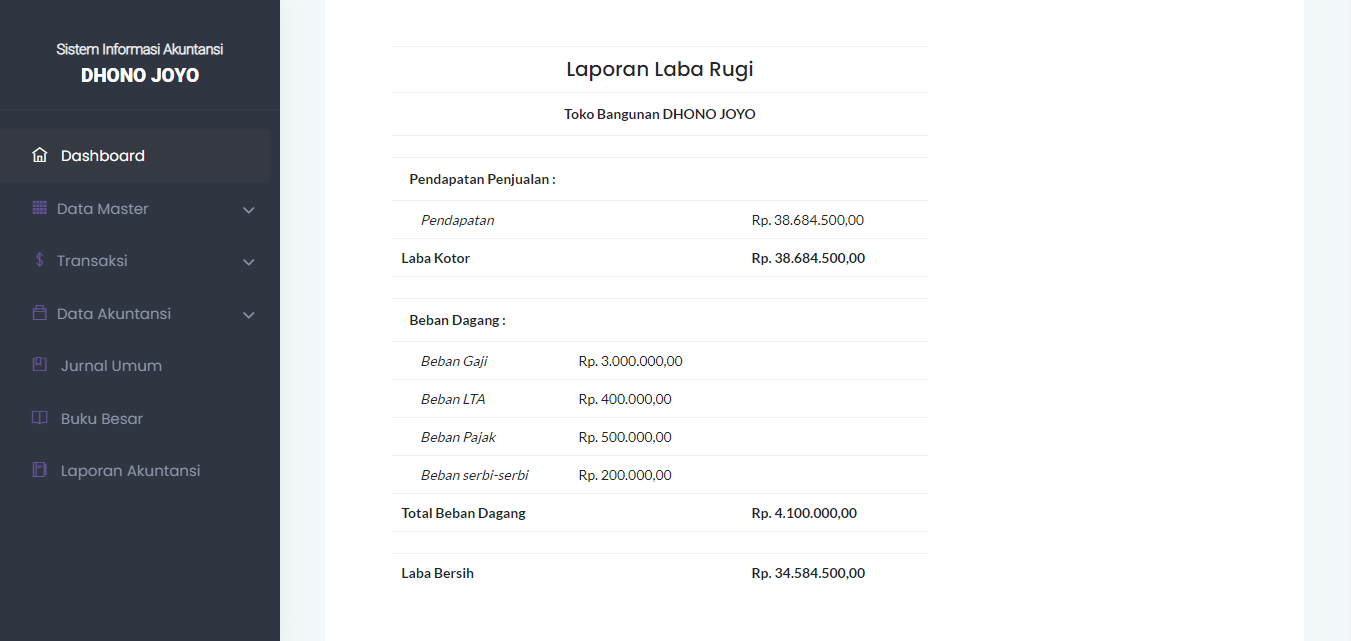 Sistem Informasi Akuntansi
DHONO JOYO
Dashboard
Data Master
Transaksi
Data Akuntansi
Jurnal Umum
Buku Besar
Laporan Akuntansi
Laporan Laba Rugi
Toko Bangunan DHONO JOYO
Pendapatan Penjualan :
Pendapatan Rp. 38.684.500,00
Laba Kotor Rp. 38.684.500,00
Beban Dagang :
Beban Gaji Rp. 3.000.000,00
Beban LTA Rp. 400.000,00
Beban Pajak Rp. 500.000,00
Beban serbi-serbi Rp. 200.000,00
Total Beban Dagang Rp. 4.100.000,00
Laba Bersih Rp. 34.584.500,00